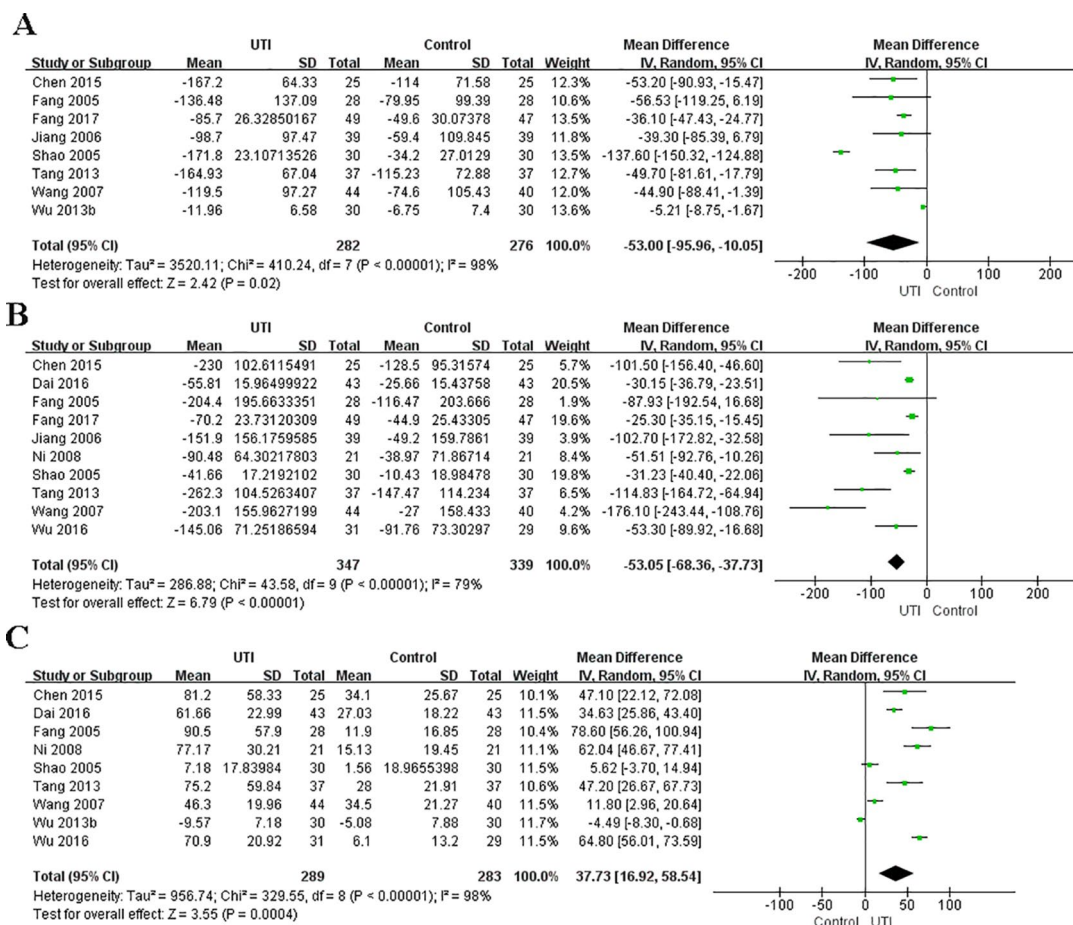 A
UTI Control Mean Difference Mean Difference
Study or Subgroup Mean SD Total Mean SD Total Weight IV, Random, 95% CI IV, Random, 95% CI
Chen 2015 -167.2 64.33 25 -114 71.58 25 12.3% -53.20 [-90.93, -15.47]
Fang 2005 -136.48 137.09 28 -79.95 99.39 28 10.6% -56.53 [-119.25, 6.19]
Fang 2017 -85.7 26.32850167 49 -49.6 30.07378 47 13.5% -36.10 [-47.43, -24.77]
Jiang 2006 -98.7 97.47 39 -59.4 109.845 39 11.8% -39.30 [-85.39, 6.79]
Shao 2005 -171.8 23.10713526 30 -34.2 27.0129 30 13.5% -137.60 [-150.32, -124.88]
Tang 2013 -164.93 67.04 37 -115.23 72.88 37 12.7% -49.70 [-81.61, -17.79]
Wang 2007 -119.5 97.27 44 -74.6 105.43 40 12.0% -44.90 [-88.41, -1.39]
Wu 2013b -11.96 6.58 30 -6.75 7.4 30 13.6% -5.21 [-8.75, -1.67]
Total (95% CI) 282 276 100.0% -53.00 [-95.96, -10.05]
Heterogeneity: Tau² = 3520.11; Chi² = 410.24, df = 7 (P < 0.00001); I² = 98%
Test for overall effect: Z = 2.42 (P = 0.02)
-200 -100 0 100 200
UTI Control
B
UTI Control Mean Difference Mean Difference
Study or Subgroup Mean SD Total Mean SD Total Weight IV, Random, 95% CI IV, Random, 95% CI
Chen 2015 -230 102.6115491 25 -128.5 95.31574 25 5.7% -101.50 [-156.40, -46.60]
Dai 2016 -55.81 15.96499922 43 -25.66 15.43758 43 20.5% -30.15 [-36.79, -23.51]
Fang 2005 -204.4 195.6633351 28 -116.47 203.666 28 1.9% -87.93 [-192.54, 16.68]
Fang 2017 -70.2 23.73120309 49 -44.9 25.43305 47 19.6% -25.30 [-35.15, -15.45]
Jiang 2006 -151.9 156.1759585 39 -49.2 159.7861 39 3.9% -102.70 [-172.82, -32.58]
Ni 2008 -90.48 64.30217803 21 -38.97 71.86714 21 8.4% -51.51 [-92.76, -10.26]
Shao 2005 -41.66 17.2192102 30 -10.43 18.98478 30 19.8% -31.23 [-40.40, -22.06]
Tang 2013 -262.3 104.5263407 37 -147.47 114.234 37 6.5% -114.83 [-164.72, -64.94]
Wang 2007 -203.1 155.9627199 44 -27 158.433 40 4.2% -176.10 [-243.44, -108.76]
Wu 2016 -145.06 71.25186594 31 -91.76 73.30297 29 9.6% -53.30 [-89.92, -16.68]
Total (95% CI) 347 339 100.0% -53.05 [-68.36, -37.73]
Heterogeneity: Tau² = 286.88; Chi² = 43.58, df = 9 (P < 0.00001); I² = 79%
Test for overall effect: Z = 6.79 (P < 0.00001)
-200 -100 0 100 200
UTI Control
C
UTI Control Mean Difference Mean Difference
Study or Subgroup Mean SD Total Mean SD Total Weight IV, Random, 95% CI IV, Random, 95% CI
Chen 2015 81.2 58.33 25 34.1 25.67 25 10.1% 47.10 [22.12, 72.08]
Dai 2016 61.66 22.99 43 27.03 18.22 43 11.5% 34.63 [25.86, 43.40]
Fang 2005 90.5 57.9 28 11.9 16.85 28 10.4% 78.60 [56.26, 100.94]
Ni 2008 77.17 30.21 21 15.13 19.45 21 11.1% 62.04 [46.67, 77.41]
Shao 2005 7.18 17.83984 30 1.56 18.9655398 30 11.5% 5.62 [-3.70, 14.94]
Tang 2013 75.2 59.84 37 28 21.91 37 10.6% 47.20 [26.67, 67.73]
Wang 2007 46.3 19.96 44 34.5 21.27 40 11.5% 11.80 [2.96, 20.64]
Wu 2013b -9.57 7.18 30 -5.08 7.88 30 11.7% -4.49 [-8.30, -0.68]
Wu 2016 70.9 20.92 31 6.1 13.2 29 11.5% 64.80 [56.01, 73.59]
Total (95% CI) 289 283 100.0% 37.73 [16.92, 58.54]
Heterogeneity: Tau² = 956.74; Chi² = 329.55, df = 8 (P < 0.00001); I² = 98%
Test for overall effect: Z = 3.55 (P = 0.0004)
-100 -50 0 50 100
Control UTI